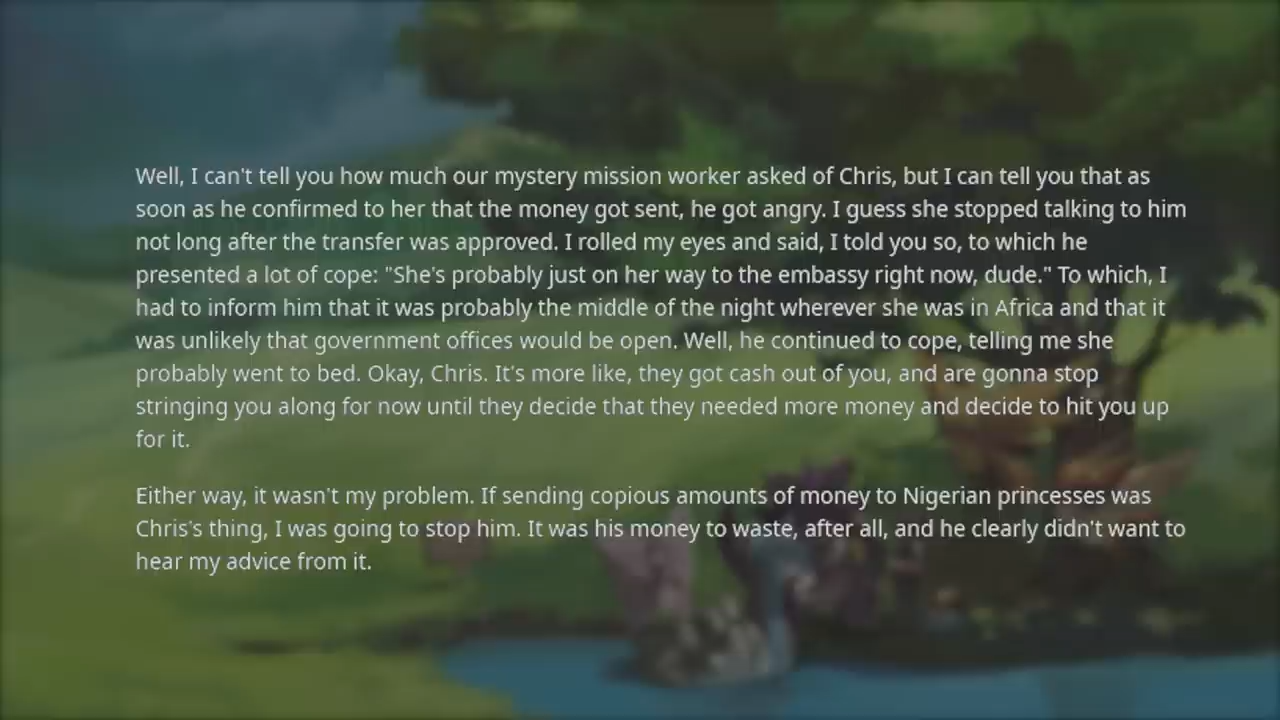 Well, I can't tell you how much our mystery mission worker asked of Chris, but I can tell you that as
soon as he confirmed to her that the money got sent, he got angry. I guess she stopped talking to him
not long after the transfer was approved. I rolled my eyes and said, I told you so, to which he
presented a lot of cope: "She's probably just on her way to the embassy right now, dude." To which, I
had to inform him that it was probably the middle of the night wherever she was in Africa and that it
was unlikely that government offices would be open. Well, he continued to cope, telling me she
probably went to bed. Okay, Chris. It's more like, they got cash out of you, and are gonna stop
stringing you along for now until they decide that they needed more money and decide to hit you up
for it.
Either way, it wasn't my problem. If sending copious amounts of money to Nigerian princesses was
Chris's thing, I was going to stop him. It was his money to waste, after all, and he clearly didn't want to
hear my advice from it.